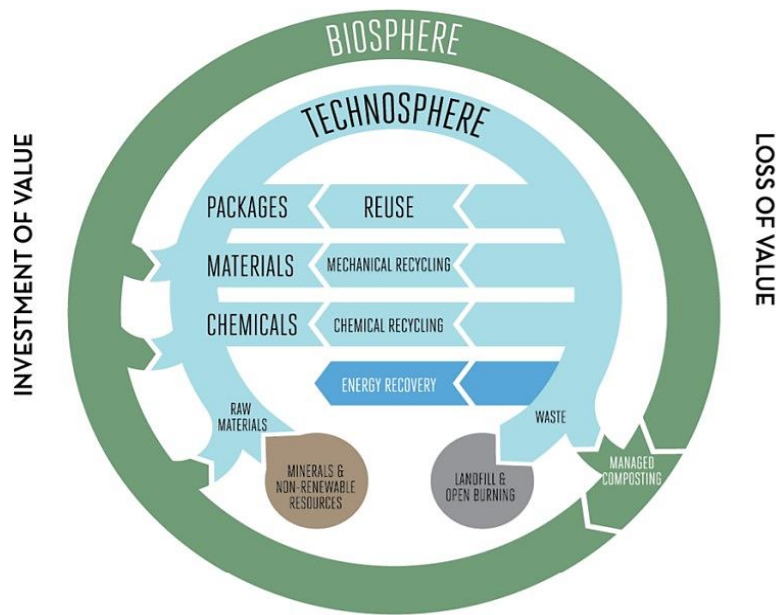 BIOSPHERE
TECHNOSPHERE
INVESTMENT OF VALUE
LOSS OF VALUE
PACKAGES
REUSE
MATERIALS
MECHANICAL RECYCLING
CHEMICALS
CHEMICAL RECYCLING
ENERGY RECOVERY
RAW
MATERIALS
WASTE
MINERALS &
NON-RENEWABLE
RESOURCES
LANDFILL &
OPEN BURNING
MANAGED
COMPOSTING